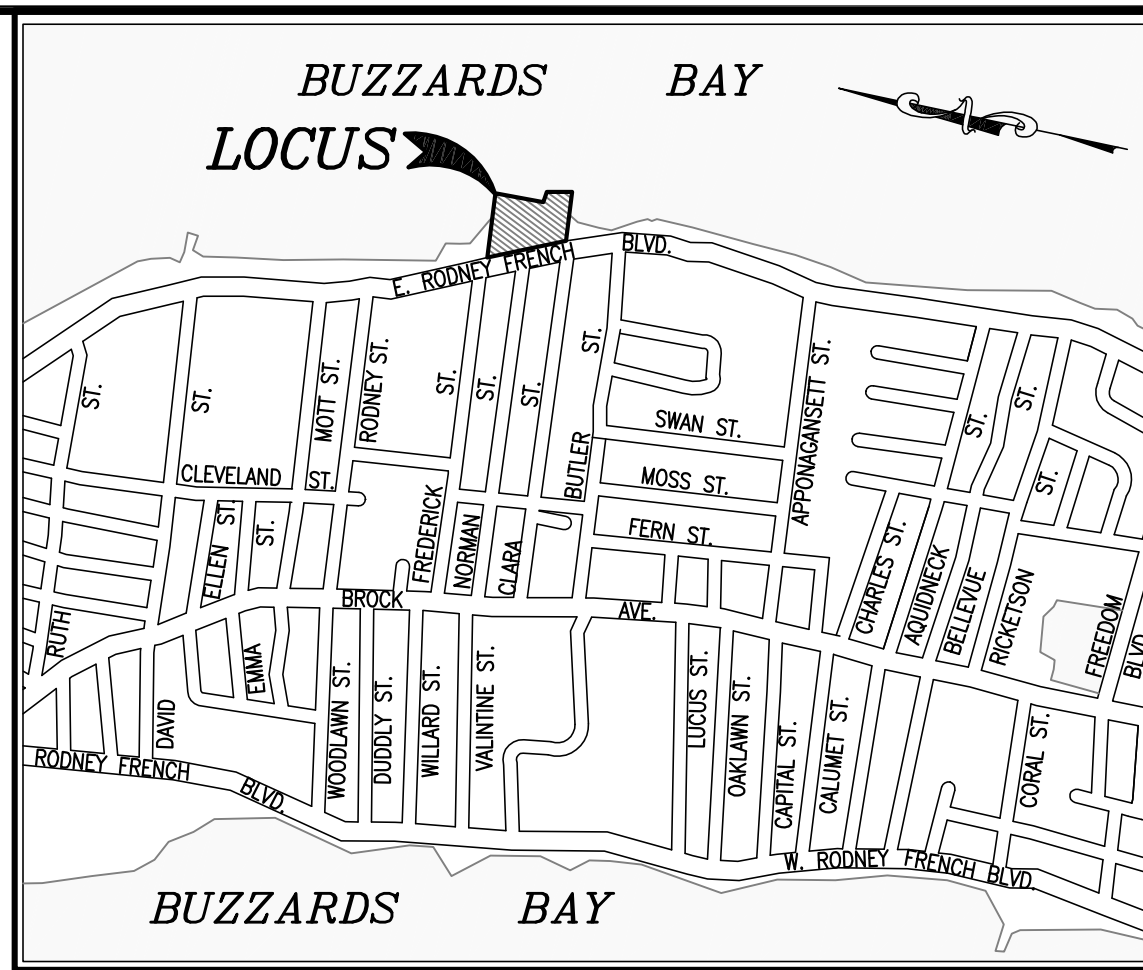 BUZZARDS BAY
LOCUS
N
E. RODNEY FRENCH BLVD.
ST.
ST.
MOTT ST.
RODNEY ST.
ST.
ST.
ST.
BUTLER ST.
SWAN ST.
MOSS ST.
FERN ST.
APPONAGANSETT ST.
ST.
ST.
ST.
CLEVELAND ST.
ELLEN ST.
ST.
FREDERICK
NORMAN
CLARA
CHARLES ST.
AQUIDNECK
BELLEVUE
RICKETSON
FREEDOM
BLVD
BROCK AVE.
RUTH
EMMA
DAVID
WOODLAWN ST.
DUDDLY ST.
WILLARD ST.
VALINTINE ST.
LUCUS ST.
OAKLAWN ST.
CAPITAL ST.
CALUMET ST.
CORAL ST.
RODNEY FRENCH BLVD.
W. RODNEY FRENCH BLVD.
BUZZARDS BAY